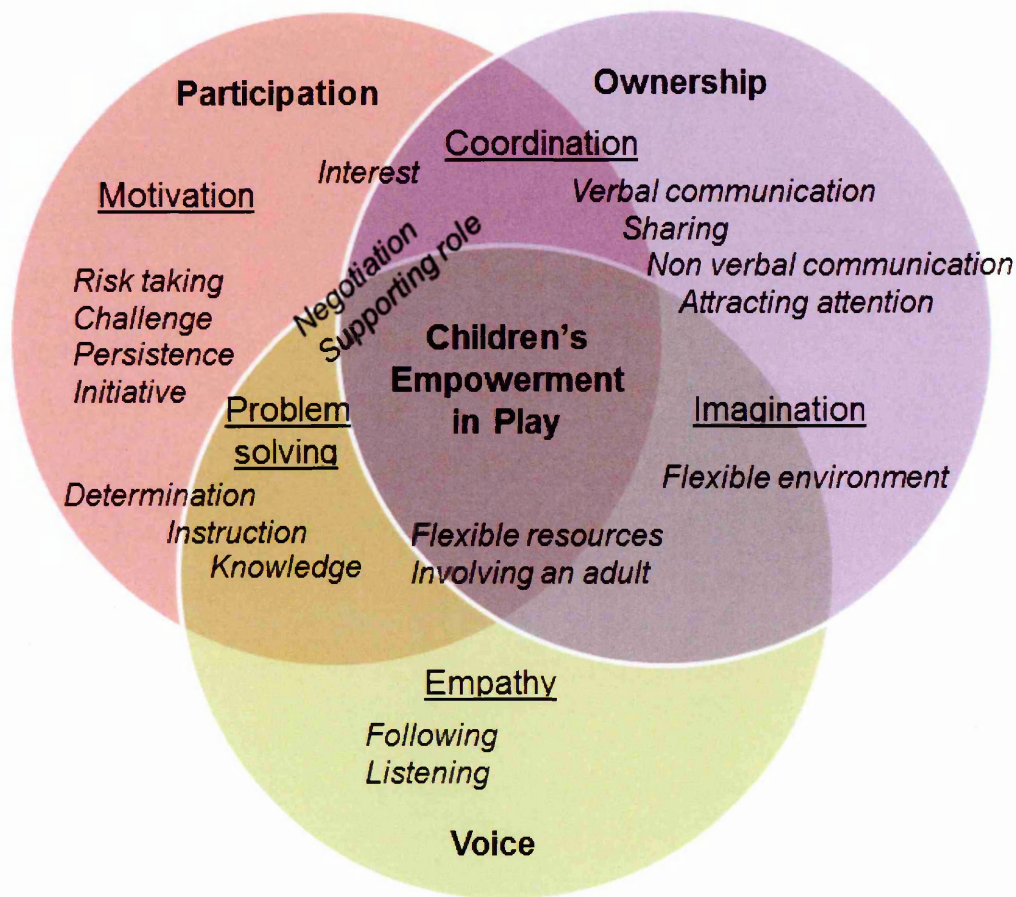 Participation
Ownership
Coordination
Interest
Motivation
Verbal communication
Sharing
Non verbal communication
Attracting attention
Negotiation
Supporting role
Risk taking
Challenge
Persistence
Initiative
Children's
Empowerment
in Play
Problem
solving
Imagination
Flexible environment
Determination
Instruction
Knowledge
Flexible resources
Involving an adult
Empathy
Following
Listening
Voice